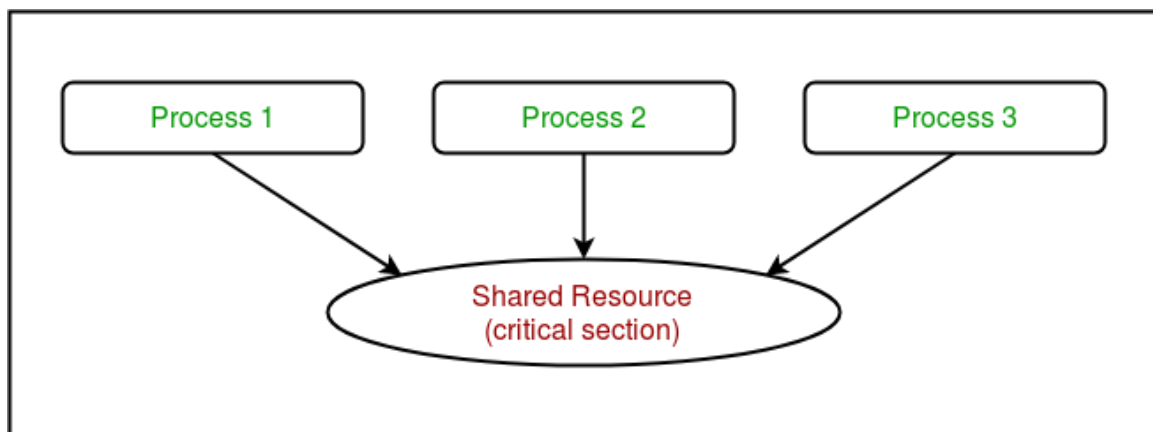 Process 1
Process 2
Process 3
Shared Resource
(critical section)